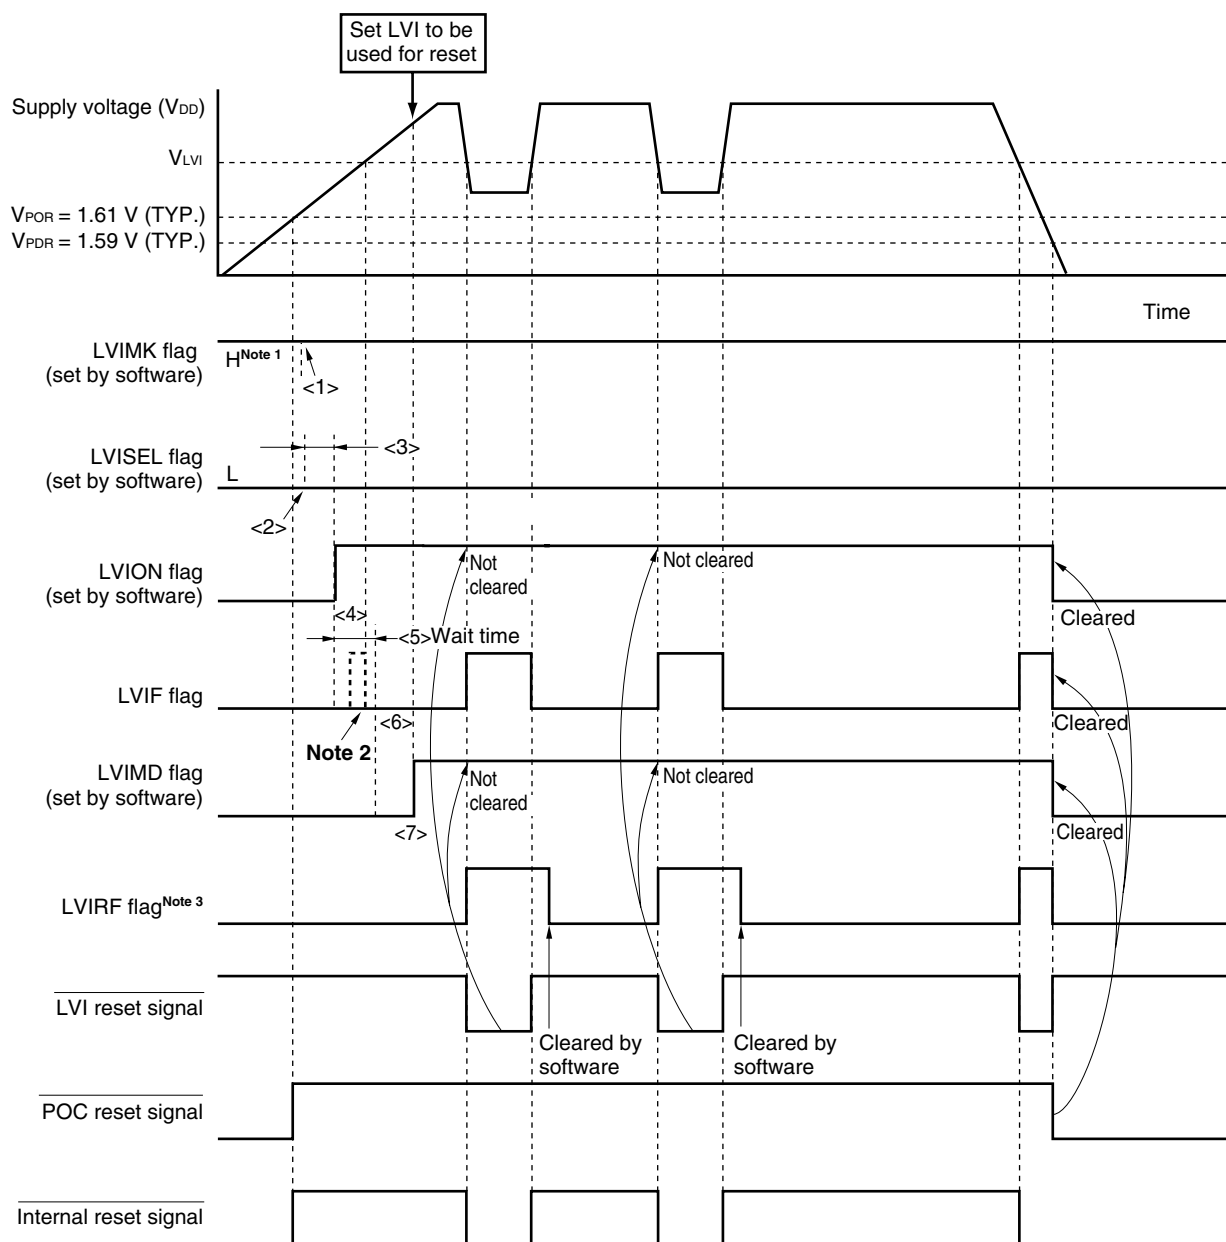 Set LVI to be
used for reset
Supply voltage (VDD)
VLVI
VPOR = 1.61 V (TYP.)
VPDR = 1.59 V (TYP.)
Time
LVIMK flag
(set by software)
H Note 1
<1>
<3>
LVISEL flag
(set by software)
L
<2>
LVION flag
(set by software)
Not
cleared
Not cleared
<4>
Cleared
<5> Wait time
LVIF flag
<6>
Cleared
Note 2
LVIMD flag
(set by software)
Not
cleared
Not cleared
<7>
Cleared
LVIRF flag Note 3
LVI reset signal
Cleared by
software
Cleared by
software
POC reset signal
Internal reset signal